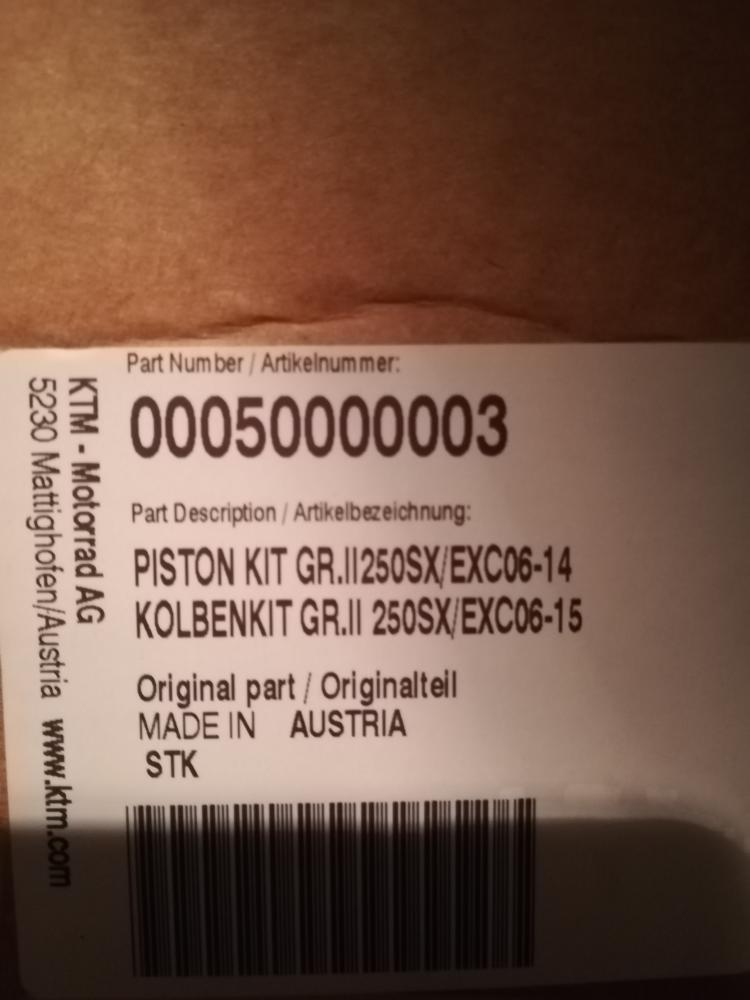 Part Number / Artikelnummer:
00050000003
Part Description / Artikelbezeichnung:
PISTON KIT GR.II250SX/EXC06-14
KOLBENKIT GR.II 250SX/EXC06-15
Original part / Originalteil
MADE IN AUSTRIA
STK
KTM - Motorrad AG
5230 Mattighofen/Austria www.ktm.com